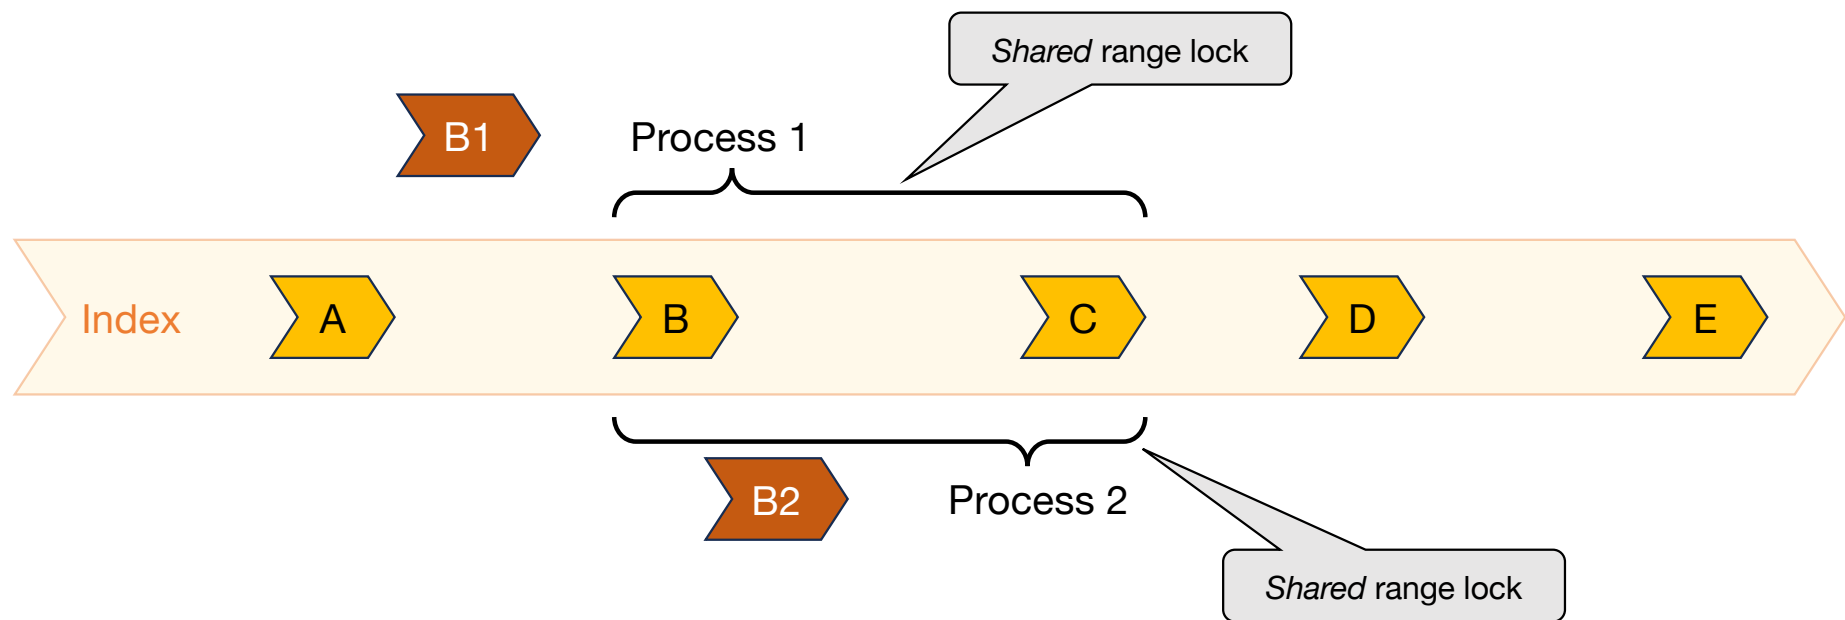 Shared range lock
B1
Process 1
Index
A
B
C
D
E
B2
Process 2
Shared range lock